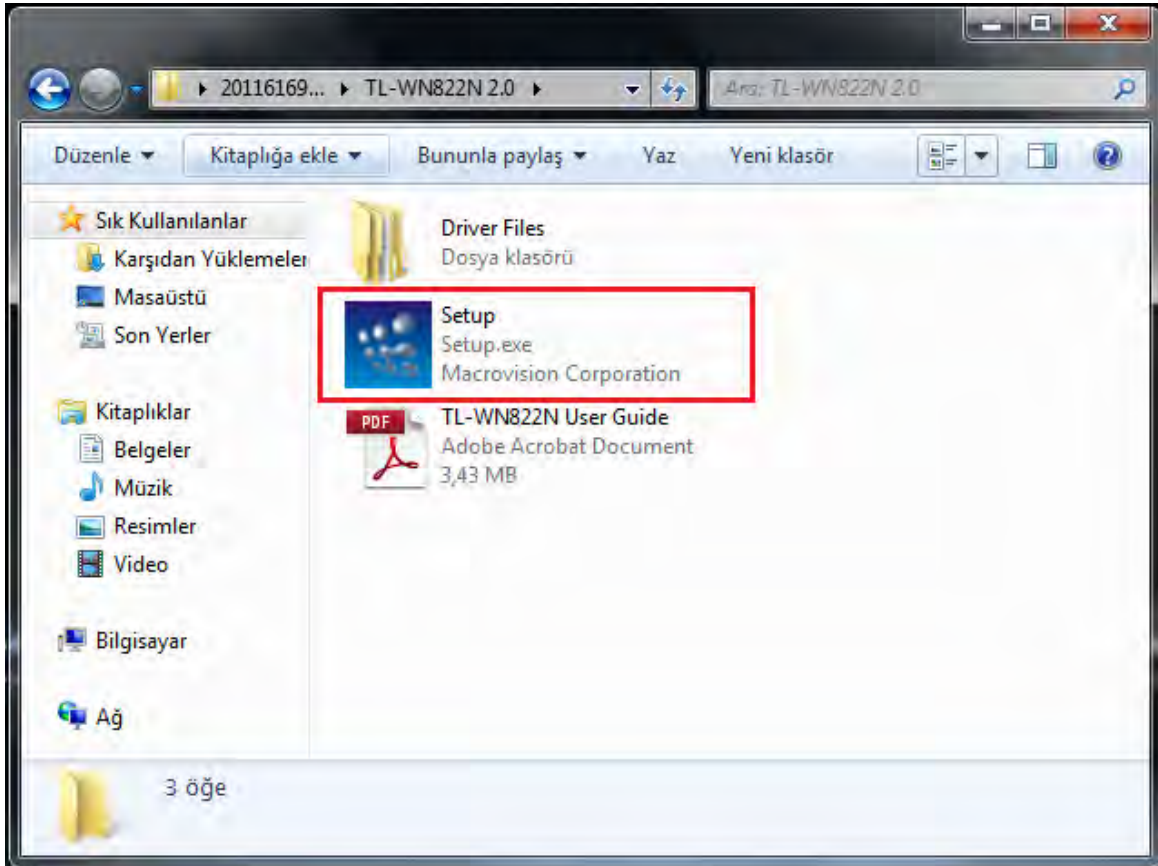 20116169... ▸ TL-WN822N 2.0 ▸
Ara: TL-WN822N 2.0
Düzenle Kitaplığa ekle Bununla paylaş Yaz Yeni klasör
Sık Kullanılanlar
Karşıdan Yüklemeler
Masaüstü
Son Yerler
Kitaplıklar
Belgeler
Müzik
Resimler
Video
Bilgisayar
Ağ
Driver Files
Dosya klasörü
Setup
Setup.exe
Macrovision Corporation
PDF
TL-WN822N User Guide
Adobe Acrobat Document
3,43 MB
3 öğe